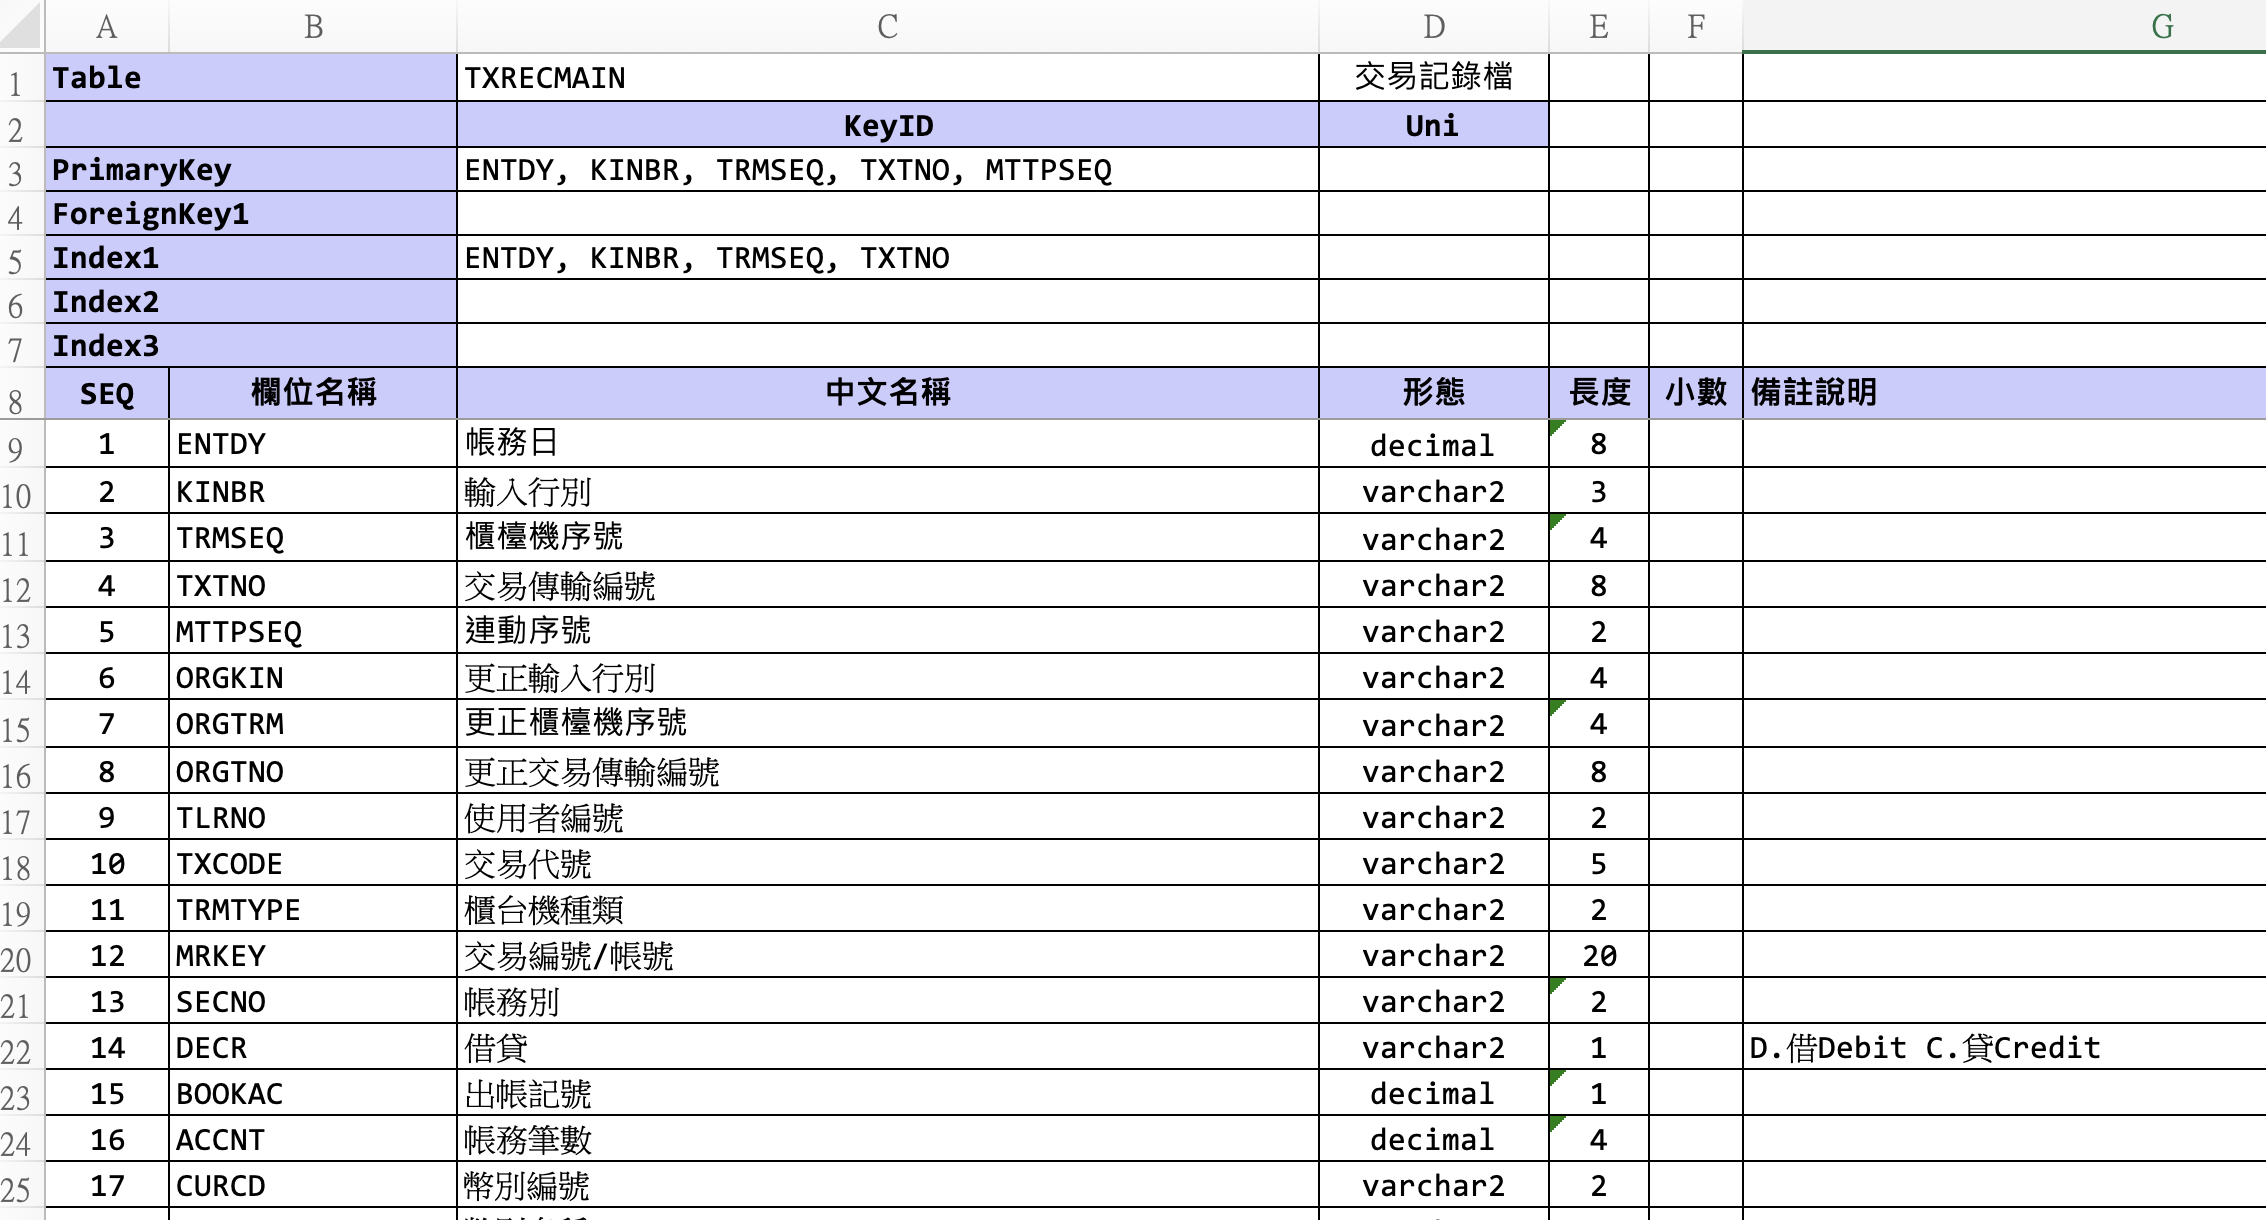 A B C D E F G
1 Table TXRECMAIN 交易記錄檔
2 KeyID Uni
3 PrimaryKey ENTDY, KINBR, TRMSEQ, TXTNO, MTTPSEQ
4 ForeignKey1
5 Index1 ENTDY, KINBR, TRMSEQ, TXTNO
6 Index2
7 Index3
8 SEQ 欄位名稱 中文名稱 形態 長度 小數 備註說明
9 1 ENTDY 帳務日 decimal 8
10 2 KINBR 輸入行別 varchar2 3
11 3 TRMSEQ 櫃檯機序號 varchar2 4
12 4 TXTNO 交易傳輸編號 varchar2 8
13 5 MTTPSEQ 連動序號 varchar2 2
14 6 ORGKIN 更正輸入行別 varchar2 4
15 7 ORGTRM 更正櫃檯機序號 varchar2 4
16 8 ORGTNO 更正交易傳輸編號 varchar2 8
17 9 TLRNO 使用者編號 varchar2 2
18 10 TXCODE 交易代號 varchar2 5
19 11 TRMTYPE 櫃台機種類 varchar2 2
20 12 MRKEY 交易編號/帳號 varchar2 20
21 13 SECNO 帳務別 varchar2 2
22 14 DECR 借貸 varchar2 1 D.借Debit C.貸Credit
23 15 BOOKAC 出帳記號 decimal 1
24 16 ACCNT 帳務筆數 decimal 4
25 17 CURCD 幣別編號 varchar2 2